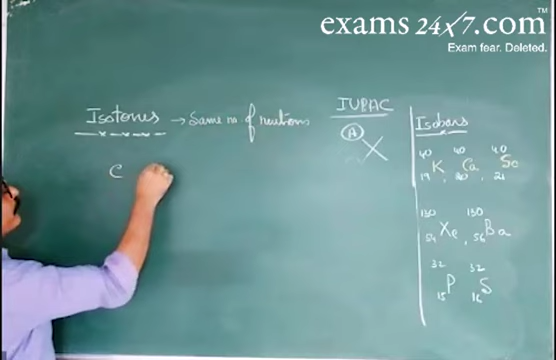 exams 24x7.com™
Exam fear. Deleted.
Isotones → Same no. of neutrons
C
IUPAC
A X
Isobars
40 19 K, 40 20 Ca, 40 21 Sc
130 54 Xe, 130 56 Ba
32 15 P 32 16 S